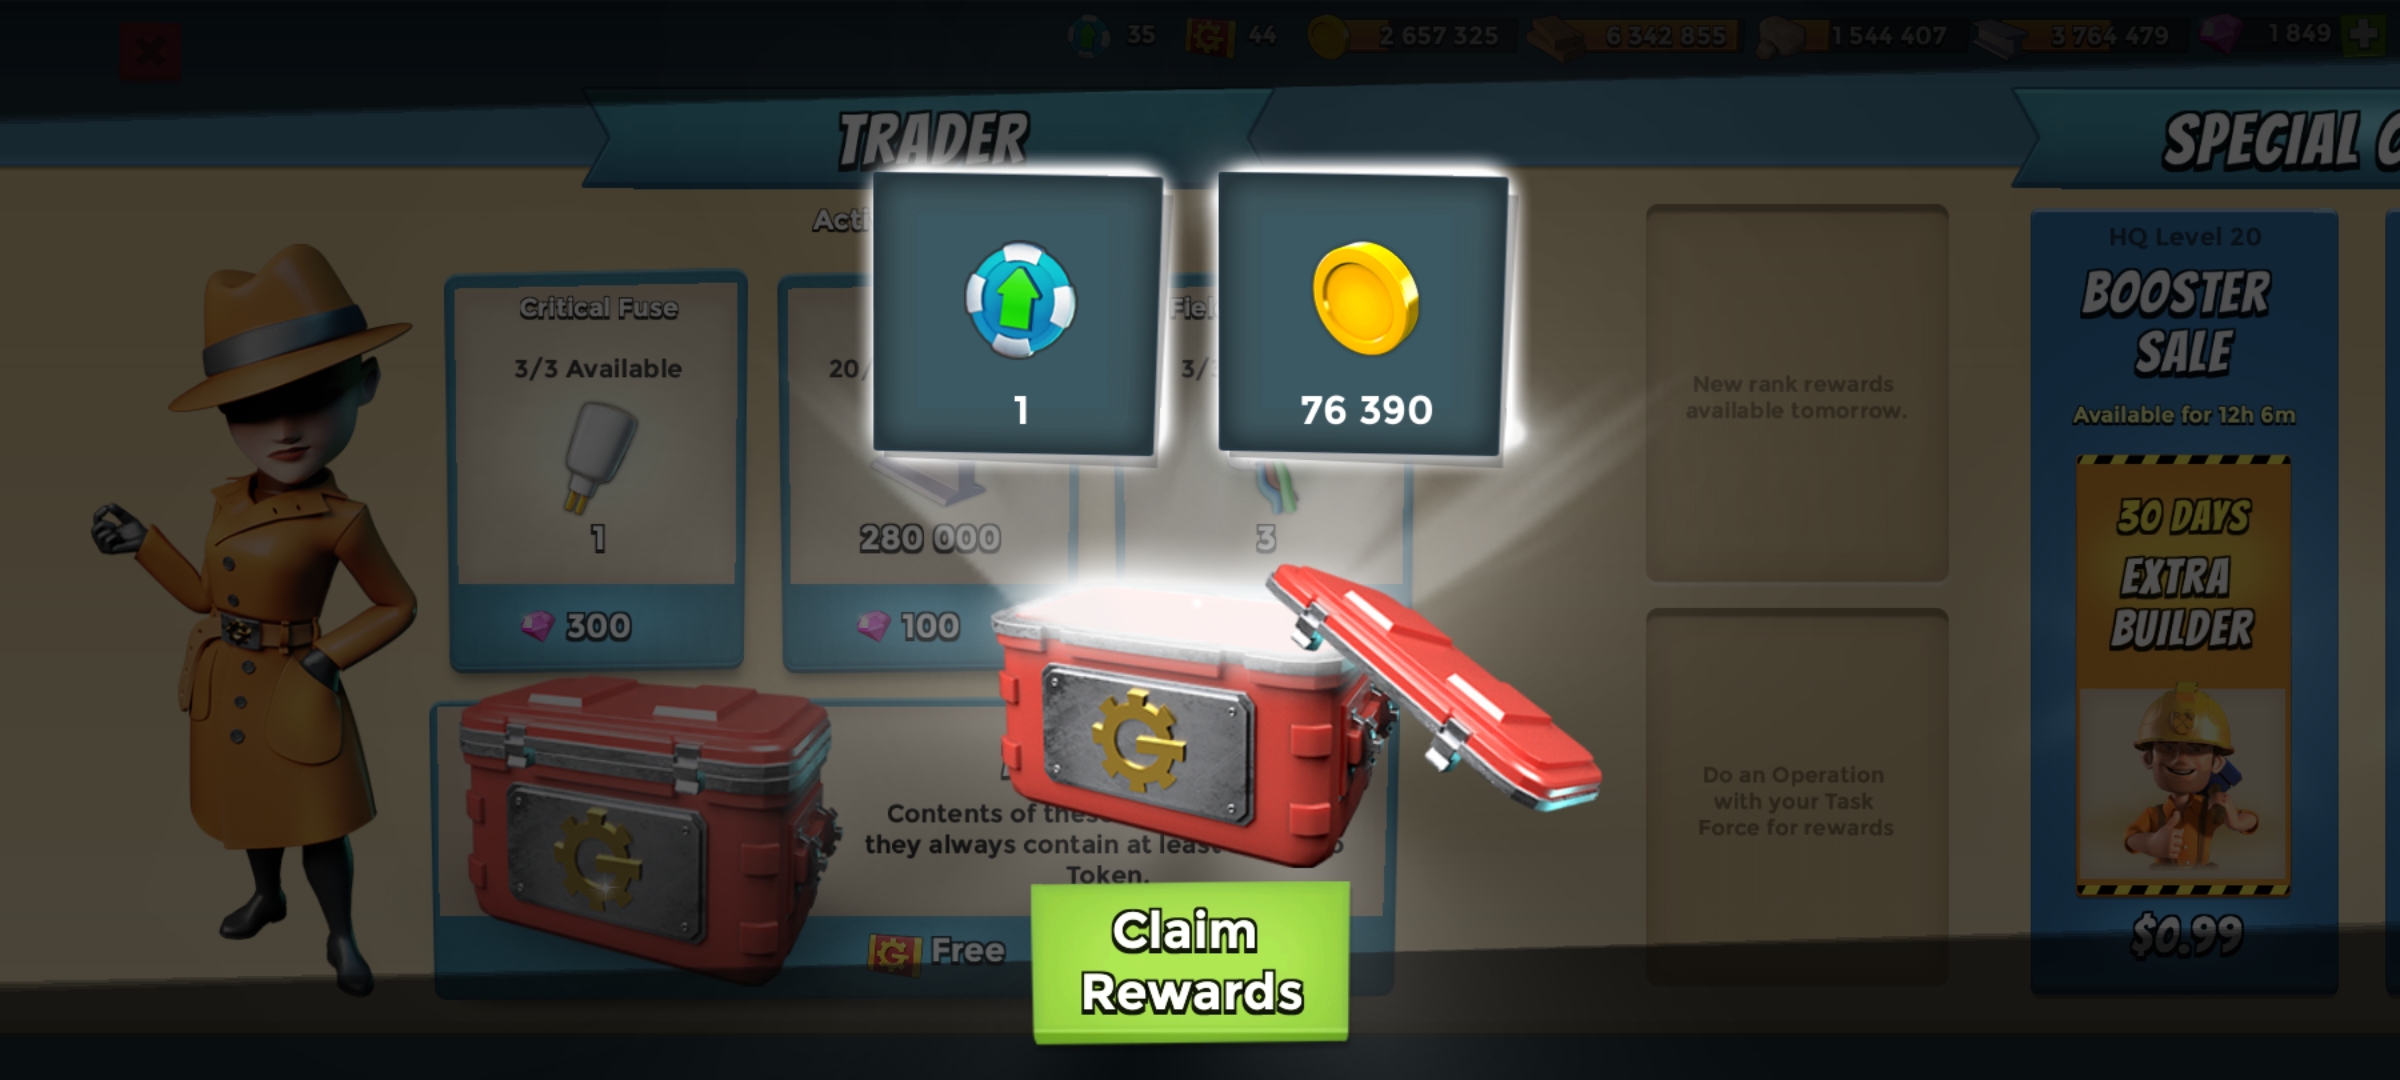 35
44
2 657 325
6 342 855
1 544 407
3 764 479
1 849
TRADER
SPECIAL
HQ Level 20
BOOSTER
SALE
Available for 12h 6m
30 DAYS
EXTRA
BUILDER
$0.99
Critical Fuse
3/3 Available
1
300
20/
280 000
100
3/
3
1
76 390
New rank rewards
available tomorrow.
Do an Operation
with your Task
Force for rewards
Contents of
they always contain at least
Token.
Free
Claim
Rewards